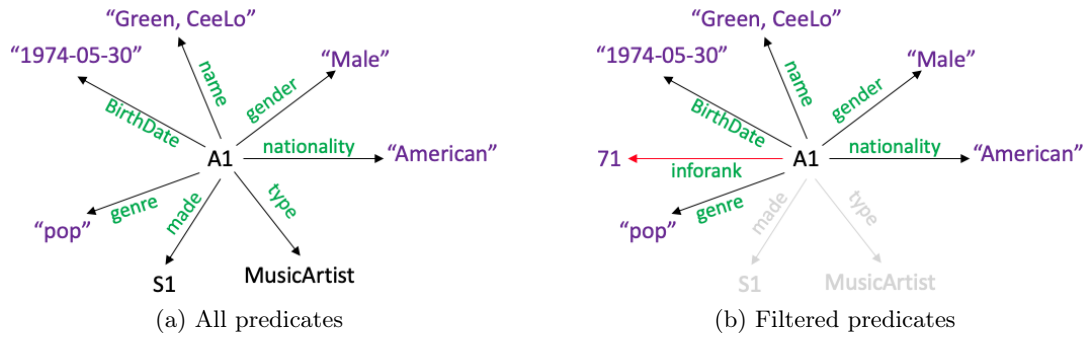 “Green, CeeLo”
“1974-05-30”
“Male”
name
gender
BirthDate
A1
nationality
“American”
genre
made
type
“pop”
S1
MusicArtist
(a) All predicates
“Green, CeeLo”
“1974-05-30”
“Male”
name
gender
BirthDate
71
A1
nationality
“American”
inforank
genre
made
type
“pop”
S1
MusicArtist
(b) Filtered predicates